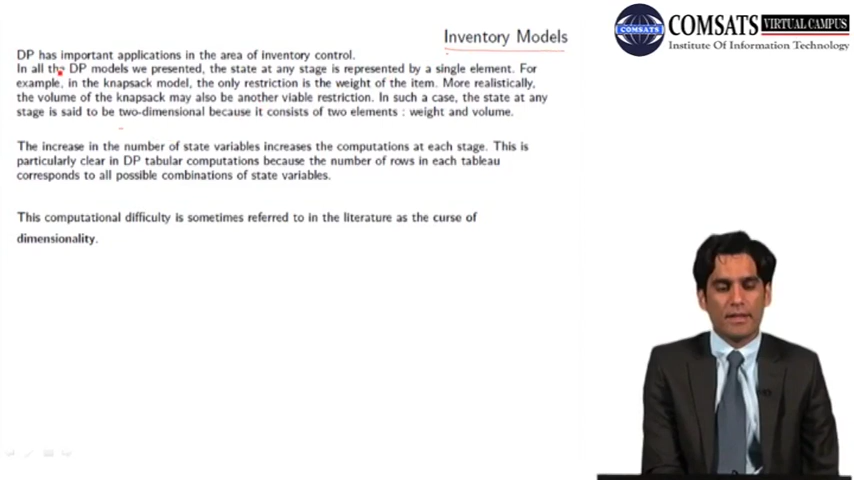 Inventory Models
COMSATS VIRTUAL CAMPUS
Institute Of Information Technology
DP has important applications in the area of inventory control.
In all the DP models we presented, the state at any stage is represented by a single element. For
example, in the knapsack model, the only restriction is the weight of the item. More realistically,
the volume of the knapsack may also be another viable restriction. In such a case, the state at any
stage is said to be two-dimensional because it consists of two elements : weight and volume.
The increase in the number of state variables increases the computations at each stage. This is
particularly clear in DP tabular computations because the number of rows in each tableau
corresponds to all possible combinations of state variables.
This computational difficulty is sometimes referred to in the literature as the curse of
dimensionality.